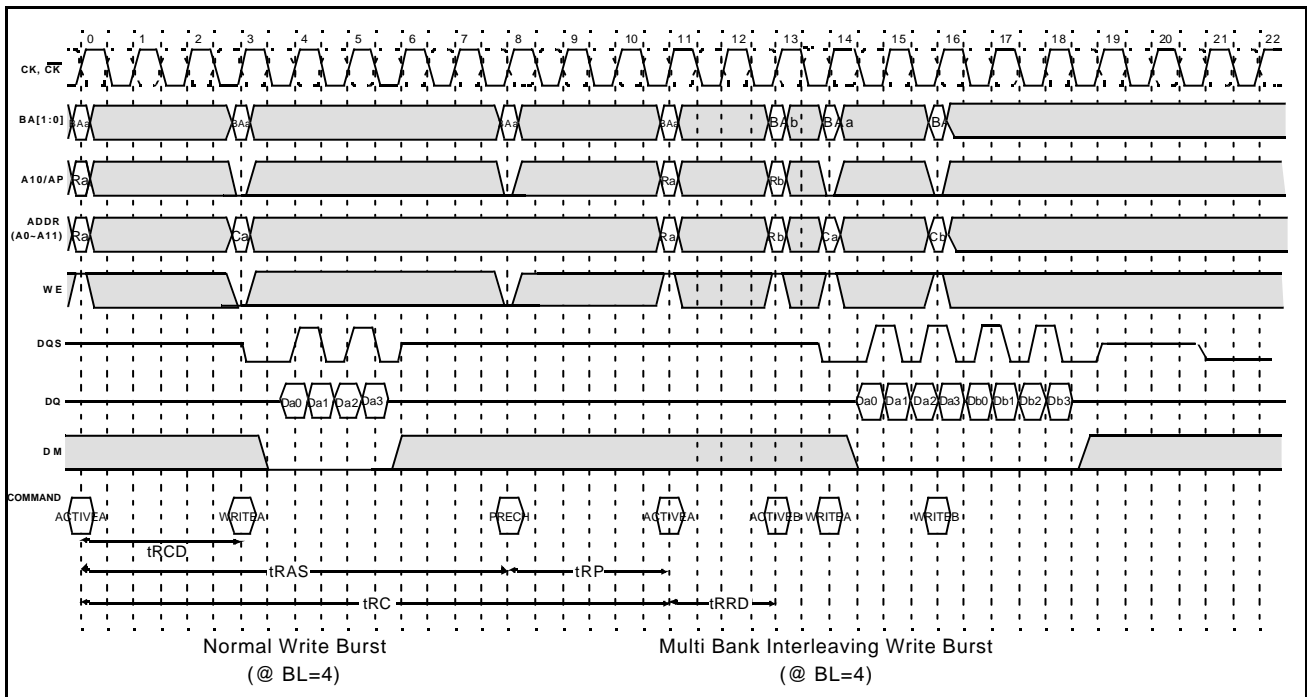 0 1 2 3 4 5 6 7 8 9 10 11 12 13 14 15 16 17 18 19 20 21 22
CK, CK
BA[1:0] BAa BAa BAa BAa BAb BAa BA
A10/AP Ra Ra Rb
ADDR
(A0~A11) Ra Ca Ra Rb Ca Cb
WE
DQS
DQ Da0 Da1 Da2 Da3 Da0 Da1 Da2 Da3 Db0 Db1 Db2 Db3
DM
COMMAND
ACTIVEA WRITEA PRECH ACTIVEA ACTIVEB WRITEA WRITEB
tRCD
tRAS tRP
tRC tRRD
Normal Write Burst Multi Bank Interleaving Write Burst
(@ BL=4) (@ BL=4)